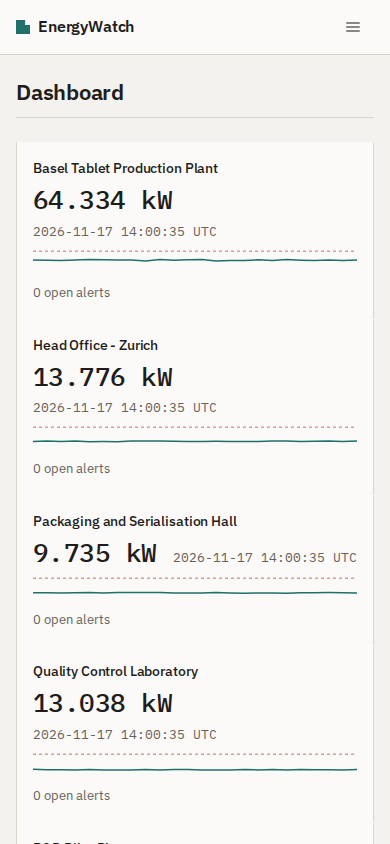 EnergyWatch
Dashboard
Basel Tablet Production Plant
64.334 kW
2026-11-17 14:00:35 UTC
0 open alerts
Head Office - Zurich
13.776 kW
2026-11-17 14:00:35 UTC
0 open alerts
Packaging and Serialisation Hall
9.735 kW 2026-11-17 14:00:35 UTC
0 open alerts
Quality Control Laboratory
13.038 kW
2026-11-17 14:00:35 UTC
0 open alerts